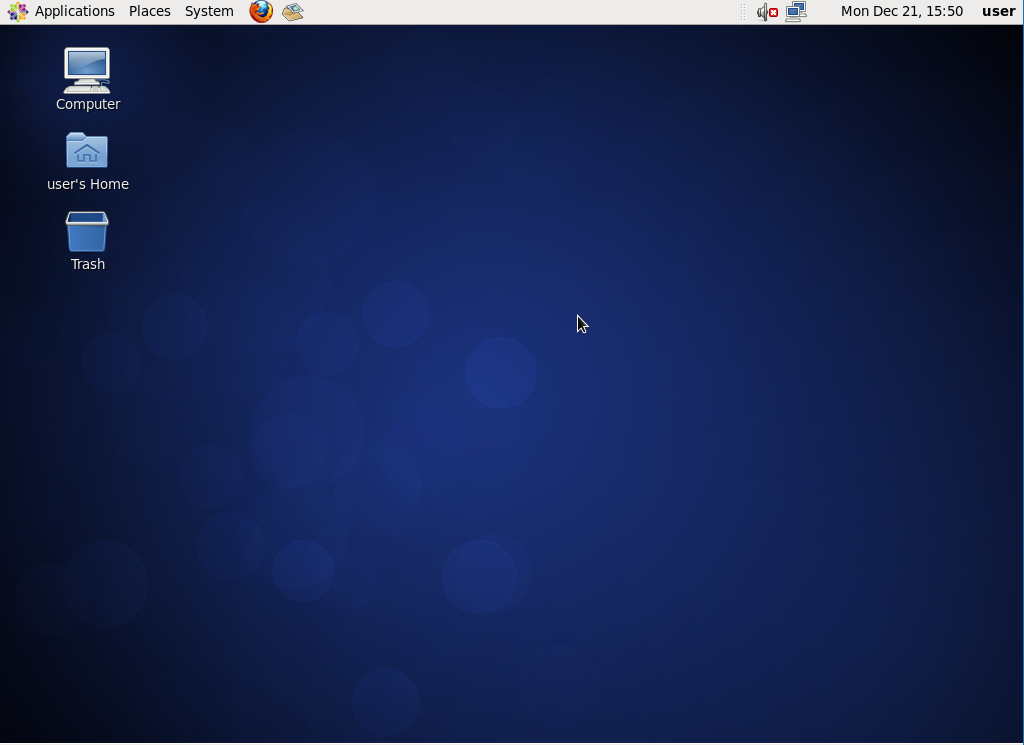 Applications Places System Mon Dec 21, 15:50 user
Computer
user's Home
Trash